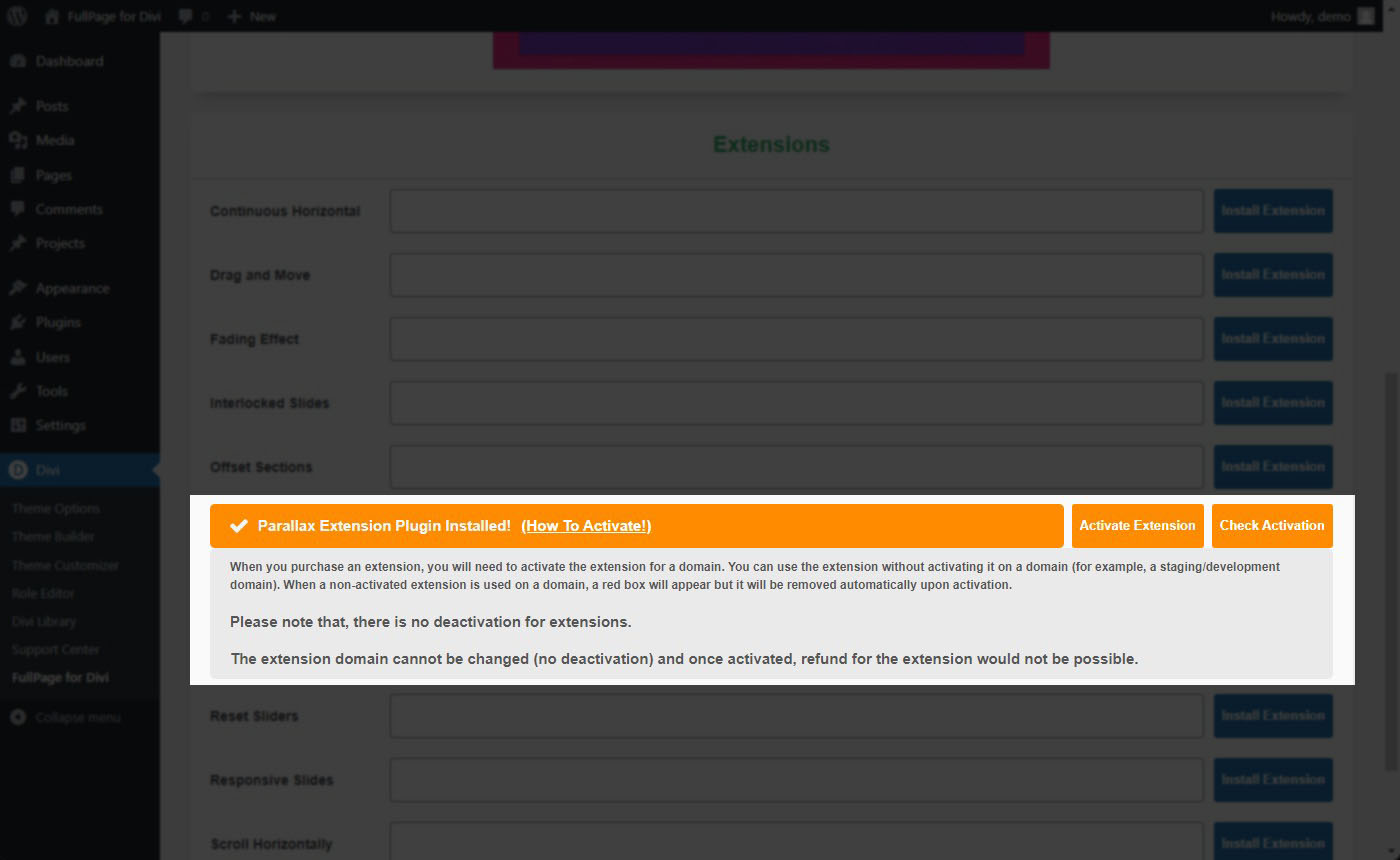 FullPage for Divi 0 New Howdy, demo
Dashboard
Posts
Media
Pages
Comments
Projects
Appearance
Plugins
Users
Tools
Settings
Divi
Theme Options
Theme Builder
Theme Customizer
Role Editor
Divi Library
Support Center
FullPage for Divi
Collapse menu
Extensions
Continuous Horizontal Install Extension
Drag and Move Install Extension
Fading Effect Install Extension
Interlocked Slides Install Extension
Offset Sections Install Extension
Parallax Extension Plugin Installed! (How To Activate!) Activate Extension Check Activation
When you purchase an extension, you will need to activate the extension for a domain. You can use the extension without activating it on a domain (for example, a staging/development
domain). When a non-activated extension is used on a domain, a red box will appear but it will be removed automatically upon activation.
Please note that, there is no deactivation for extensions.
The extension domain cannot be changed (no deactivation) and once activated, refund for the extension would not be possible.
Reset Sliders Install Extension
Responsive Slides Install Extension
Scroll Horizontally Install Extension